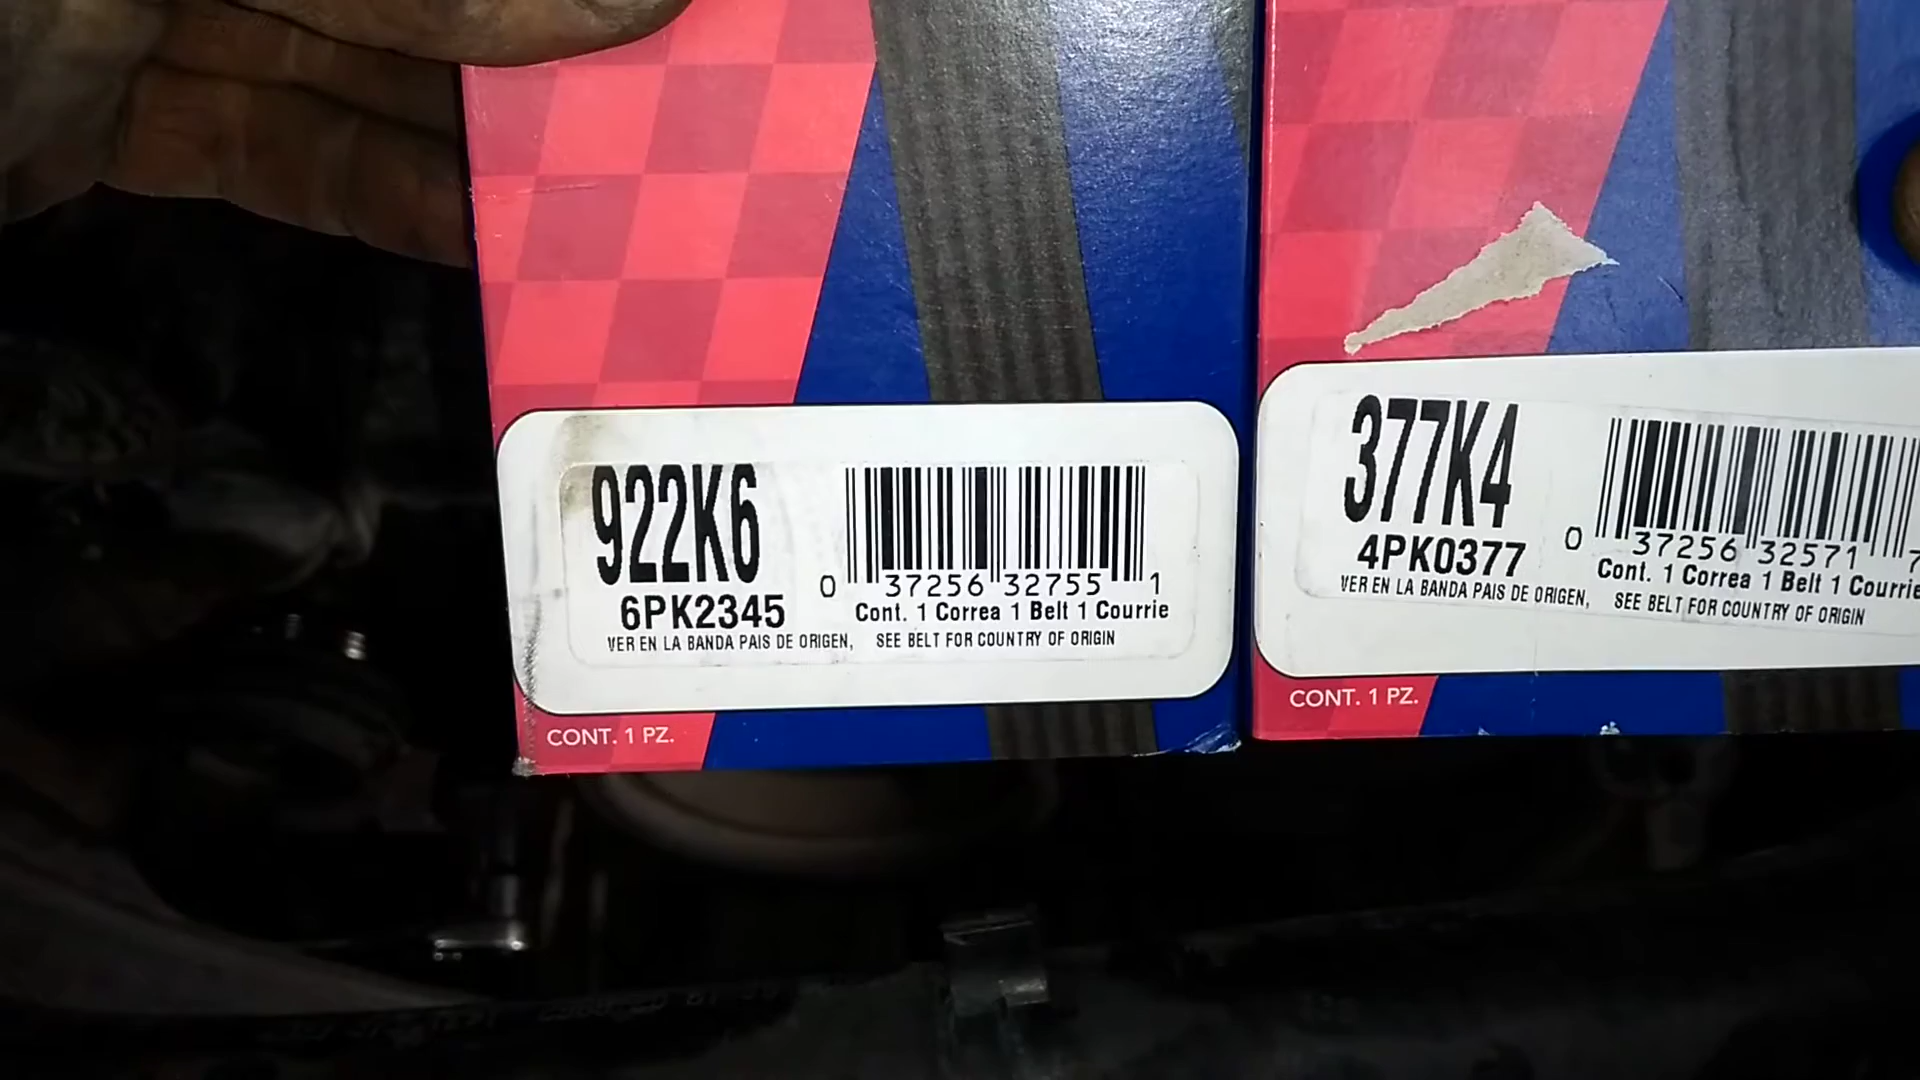 922K6
6PK2345
0 37256 32755 1
Cont. 1 Correa 1 Belt 1 Courrie
VER EN LA BANDA PAIS DE ORIGEN, SEE BELT FOR COUNTRY OF ORIGIN
CONT. 1 PZ.
377K4
4PK0377
0 37256 32571 7
Cont. 1 Correa 1 Belt 1 Courrie
VER EN LA BANDA PAIS DE ORIGEN, SEE BELT FOR COUNTRY OF ORIGIN
CONT. 1 PZ.